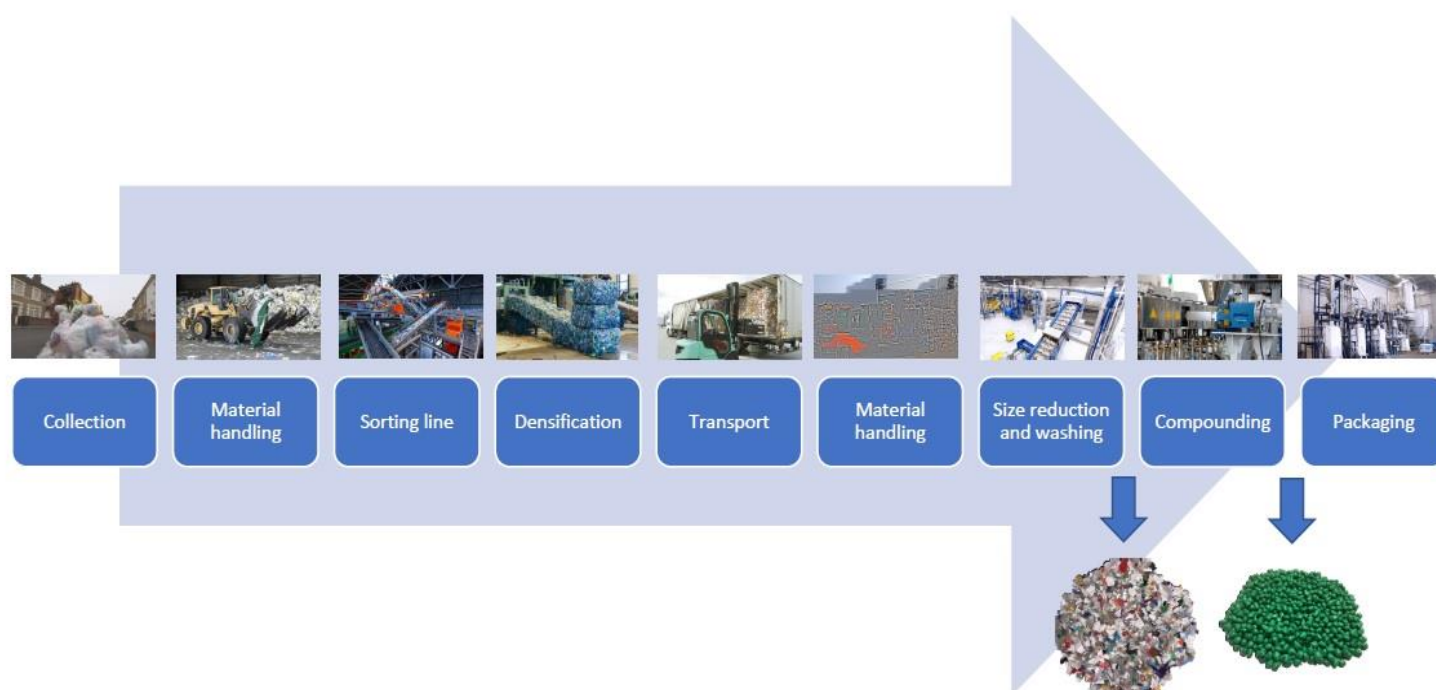 Collection
Material
handling
Sorting line
Densification
Transport
Material
handling
Size reduction
and washing
Compounding
Packaging